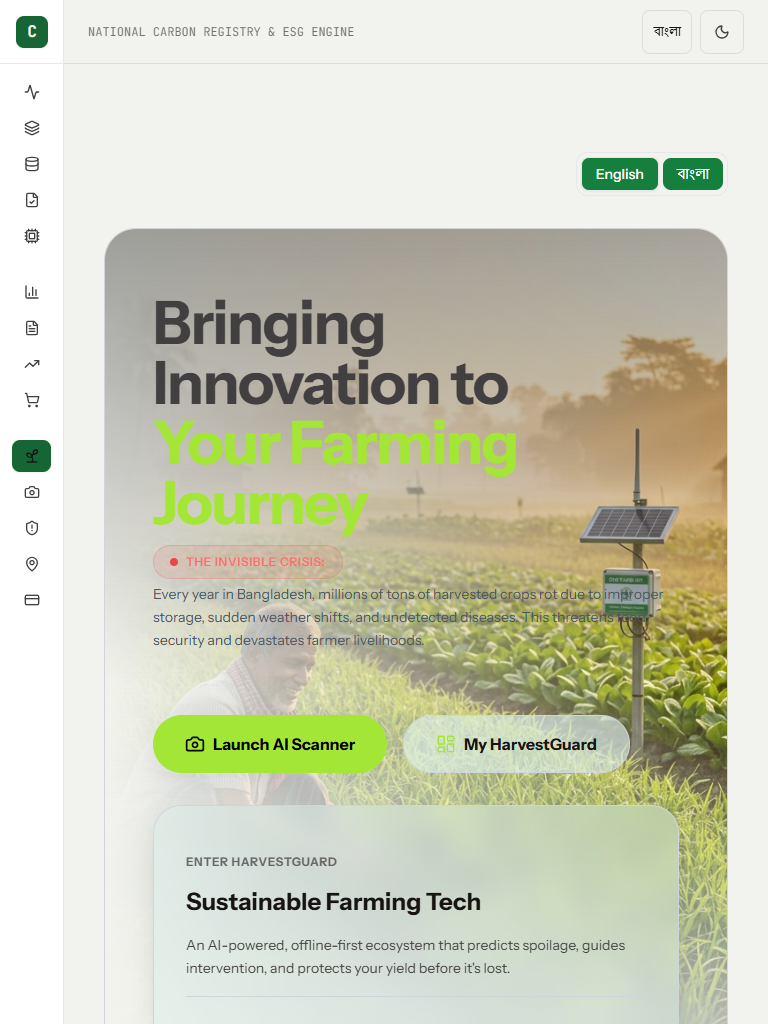 C
NATIONAL CARBON REGISTRY & ESG ENGINE
বাংলা
English
বাংলা
Bringing
Innovation to
Your Farming
Journey
THE INVISIBLE CRISIS:
Every year in Bangladesh, millions of tons of harvested crops rot due to improper
storage, sudden weather shifts, and undetected diseases. This threatens
security and devastates farmer livelihoods.
Launch AI Scanner
My HarvestGuard
ENTER HARVESTGUARD
Sustainable Farming Tech
An AI-powered, offline-first ecosystem that predicts spoilage, guides
intervention, and protects your yield before it's lost.